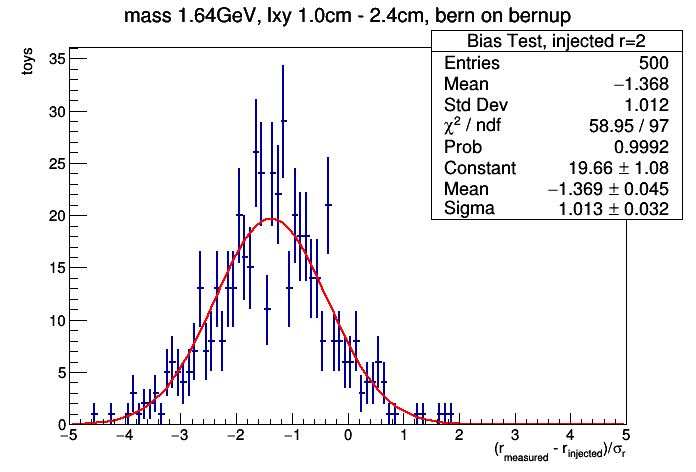 mass 1.64GeV, lxy 1.0cm - 2.4cm, bern on bernup
Bias Test, injected r=2
Entries 500
Mean −1.368
Std Dev 1.012
χ² / ndf 58.95 / 97
Prob 0.9992
Constant 19.66 ± 1.08
Mean −1.369 ± 0.045
Sigma 1.013 ± 0.032
toys
35
30
25
20
15
10
5
0
−5 −4 −3 −2 −1 0 1 2 3 4 5
(r_measured - r_injected)/σ_r